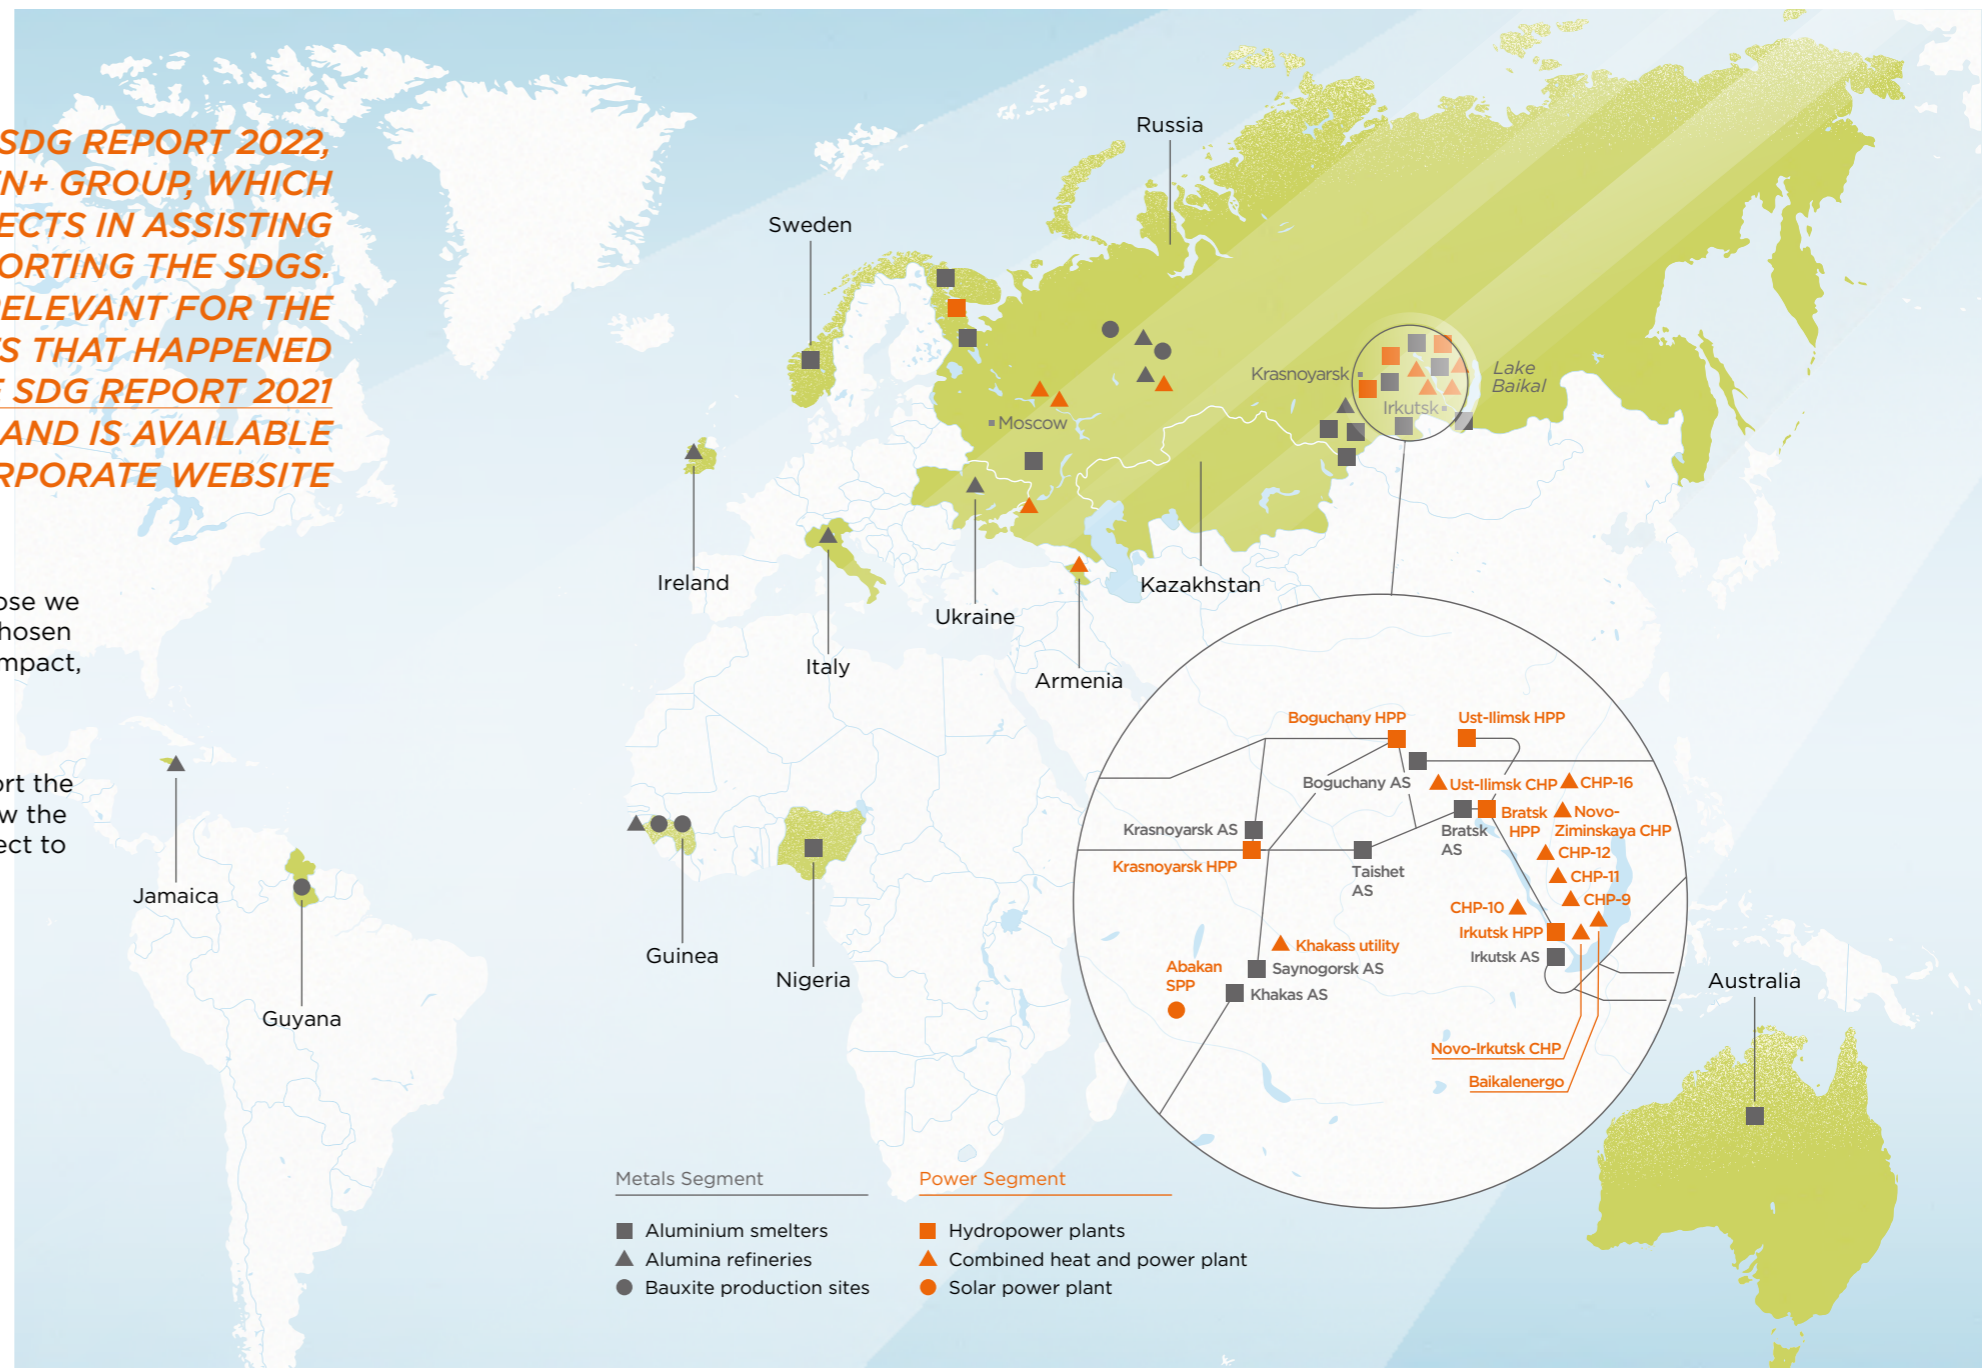 SDG REPORT 2022,
N+ GROUP, WHICH
ECTS IN ASSISTING
ORTING THE SDGS.
RELEVANT FOR THE
S THAT HAPPENED
E SDG REPORT 2021
AND IS AVAILABLE
RPORATE WEBSITE
ose we
hosen
mpact,
ort the
w the
ect to
Russia
Sweden
Krasnoyarsk
Lake
Baikal
Irkutsk
Moscow
Ireland
Kazakhstan
Ukraine
Italy
Armenia
Jamaica
Guyana
Guinea
Nigeria
Australia
Boguchany HPP
Ust-Ilimsk HPP
Boguchany AS
Ust-Ilimsk CHP
CHP-16
Krasnoyarsk AS
Bratsk
AS
Bratsk
HPP
Novo-
Ziminskaya CHP
Krasnoyarsk HPP
Taishet
AS
CHP-12
CHP-11
CHP-9
CHP-10
Irkutsk HPP
Irkutsk AS
Khakass utility
Abakan
SPP
Saynogorsk AS
Khakas AS
Novo-Irkutsk CHP
Baikalenergo
Metals Segment
Aluminium smelters
Alumina refineries
Bauxite production sites
Power Segment
Hydropower plants
Combined heat and power plant
Solar power plant